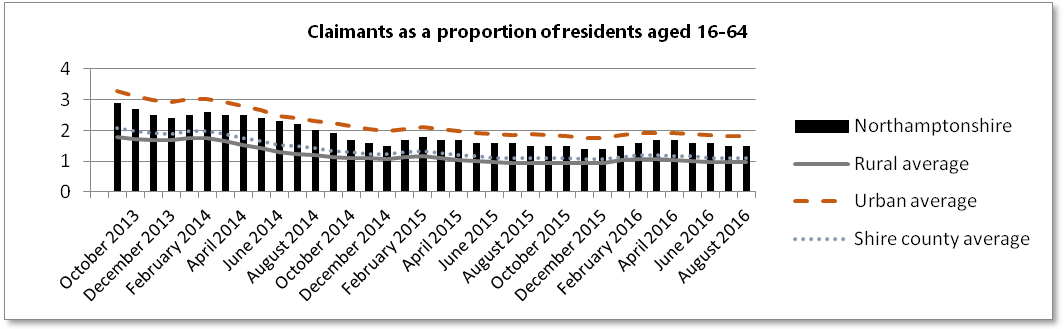 Claimants as a proportion of residents aged 16-64
4
3
2
1
0
October 2013
December 2013
February 2014
April 2014
June 2014
August 2014
October 2014
December 2014
February 2015
April 2015
June 2015
August 2015
October 2015
December 2015
February 2016
April 2016
June 2016
August 2016
Northamptonshire
Rural average
Urban average
Shire county average